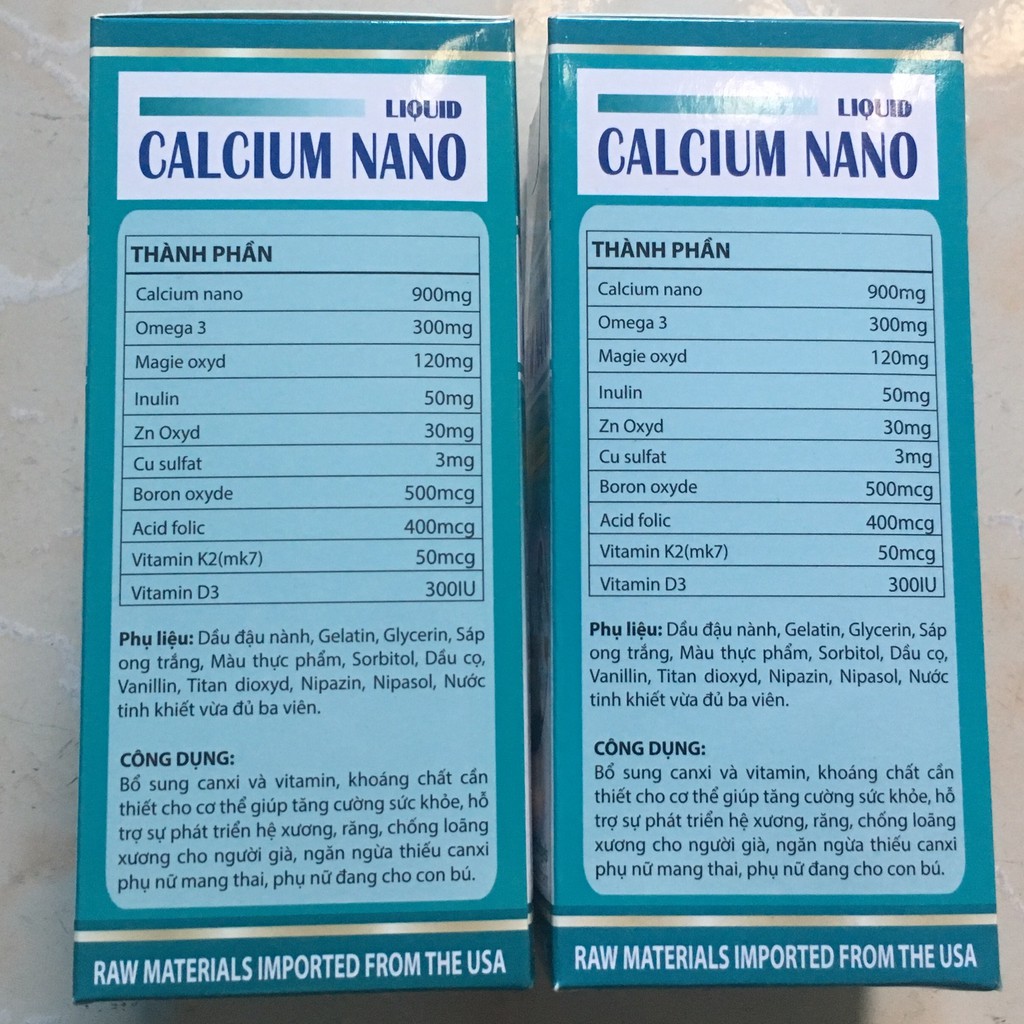 LIQUID
CALCIUM NANO
THÀNH PHẦN
Calcium nano 900mg
Omega 3 300mg
Magie oxyd 120mg
Inulin 50mg
Zn Oxyd 30mg
Cu sulfat 3mg
Boron oxyde 500mcg
Acid folic 400mcg
Vitamin K2(mk7) 50mcg
Vitamin D3 300IU
Phụ liệu: Dầu đậu nành, Gelatin, Glycerin, Sáp
ong trắng, Màu thực phẩm, Sorbitol, Dầu cọ,
Vanillin, Titan dioxyd, Nipazin, Nipasol, Nước
tinh khiết vừa đủ ba viên.
CÔNG DỤNG:
Bổ sung canxi và vitamin, khoáng chất cần
thiết cho cơ thể giúp tăng cường sức khỏe, hỗ
trợ sự phát triển hệ xương, răng, chống loãng
xương cho người già, ngăn ngừa thiếu canxi
phụ nữ mang thai, phụ nữ đang cho con bú.
RAW MATERIALS IMPORTED FROM THE USA
LIQUID
CALCIUM NANO
THÀNH PHẦN
Calcium nano 900mg
Omega 3 300mg
Magie oxyd 120mg
Inulin 50mg
Zn Oxyd 30mg
Cu sulfat 3mg
Boron oxyde 500mcg
Acid folic 400mcg
Vitamin K2(mk7) 50mcg
Vitamin D3 300IU
Phụ liệu: Dầu đậu nành, Gelatin, Glycerin, Sáp
ong trắng, Màu thực phẩm, Sorbitol, Dầu cọ,
Vanillin, Titan dioxyd, Nipazin, Nipasol, Nước
tinh khiết vừa đủ ba viên.
CÔNG DỤNG:
Bổ sung canxi và vitamin, khoáng chất cần
thiết cho cơ thể giúp tăng cường sức khỏe, hỗ
trợ sự phát triển hệ xương, răng, chống loãng
xương cho người già, ngăn ngừa thiếu canxi
phụ nữ mang thai, phụ nữ đang cho con bú.
RAW MATERIALS IMPORTED FROM THE USA